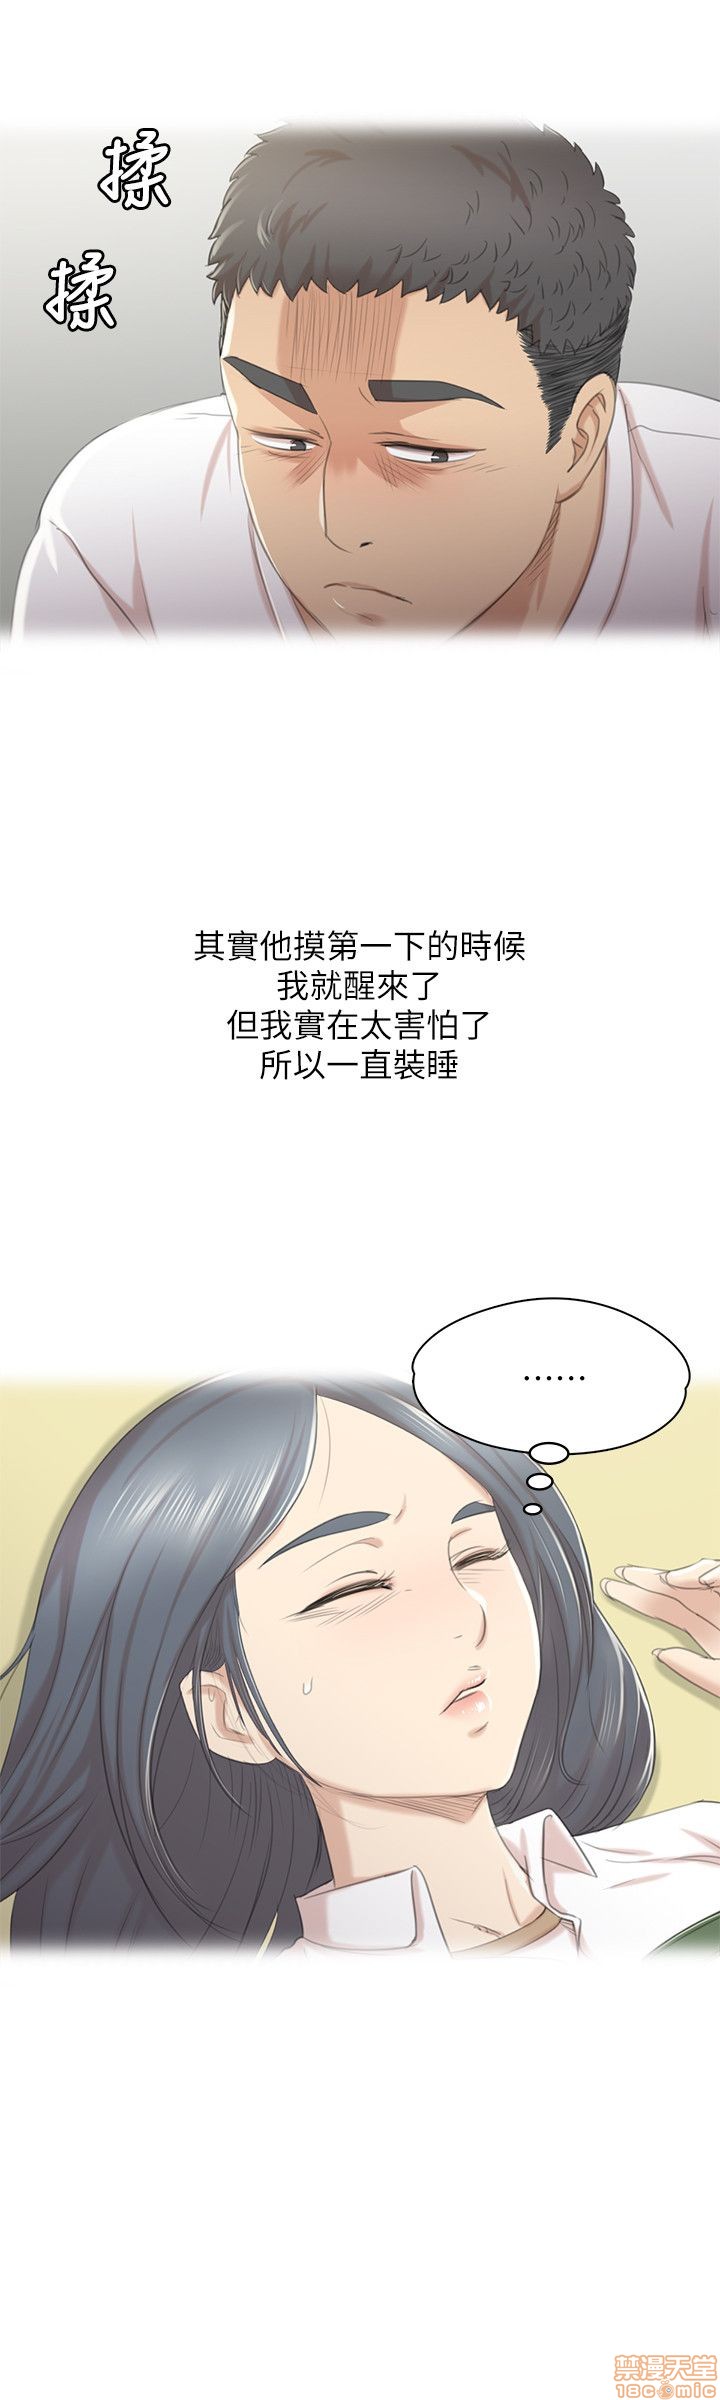 揉
揉
其實他摸第一下的時候
我就醒來了
但我實在太害怕了
所以一直裝睡
......
禁漫天堂
18comic